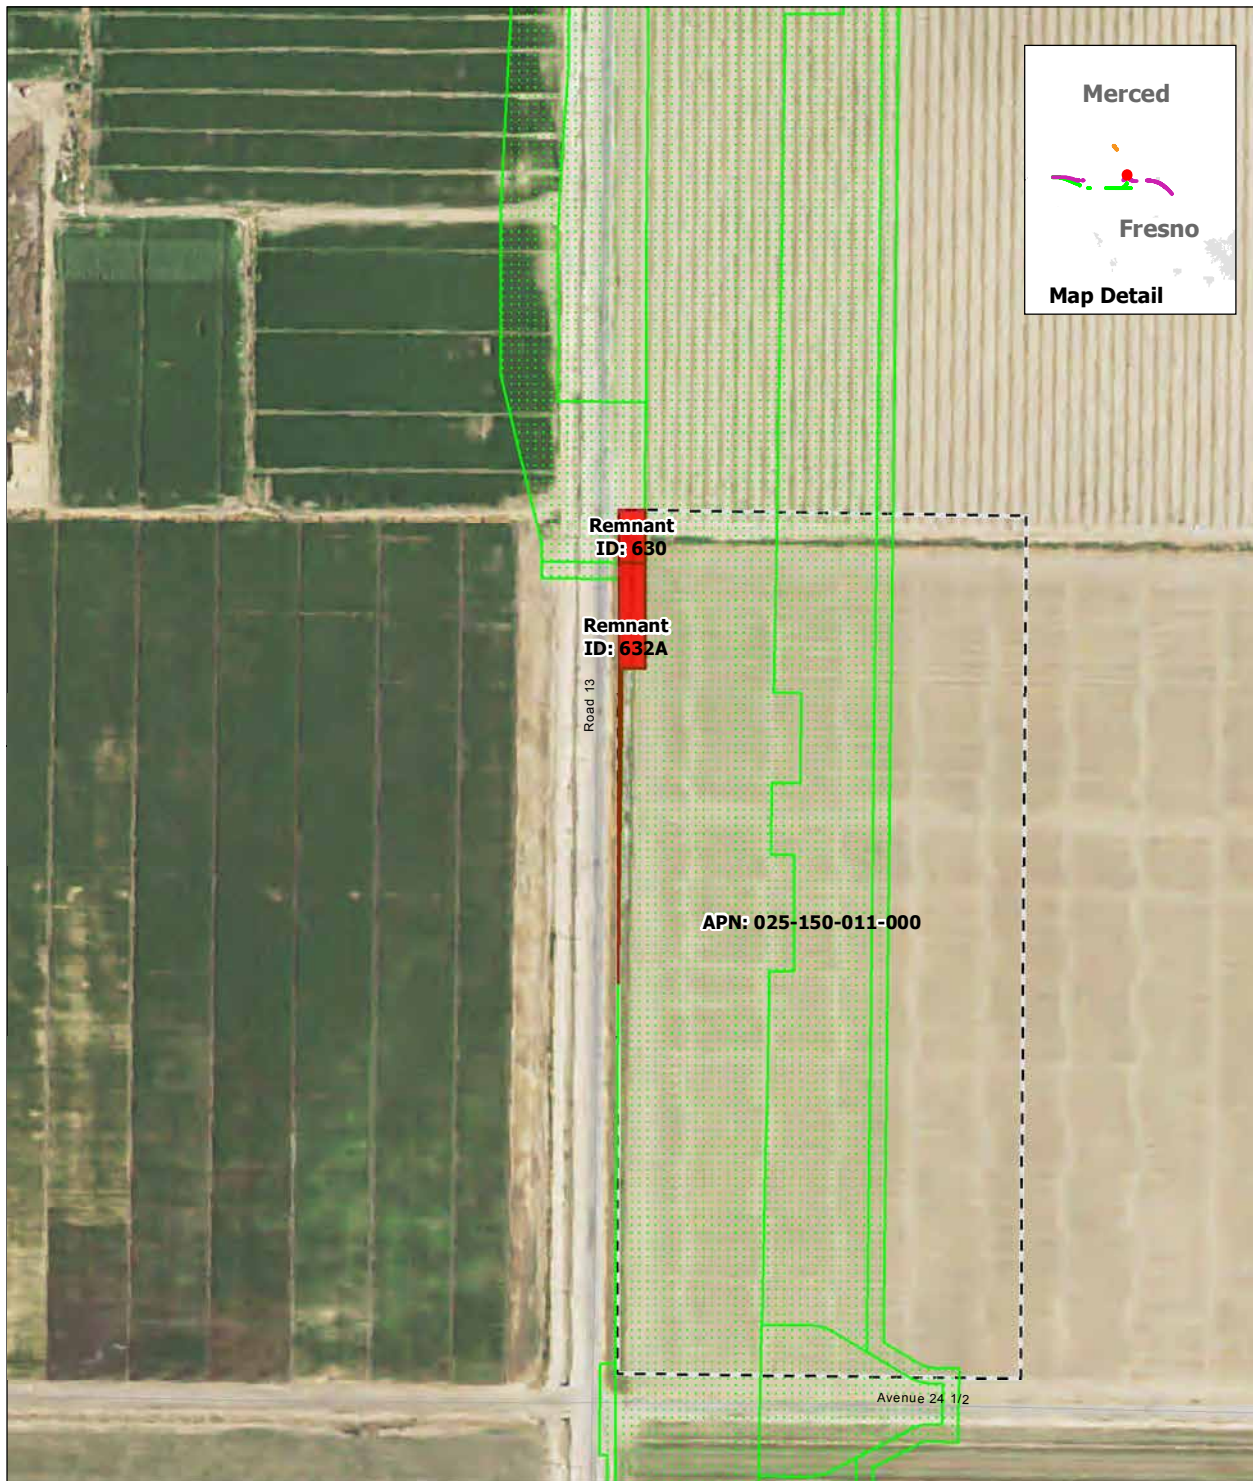 Merced
Fresno
Map Detail
Remnant
ID: 630
Remnant
ID: 632A
Road 13
APN: 025-150-011-000
Avenue 24 1/2